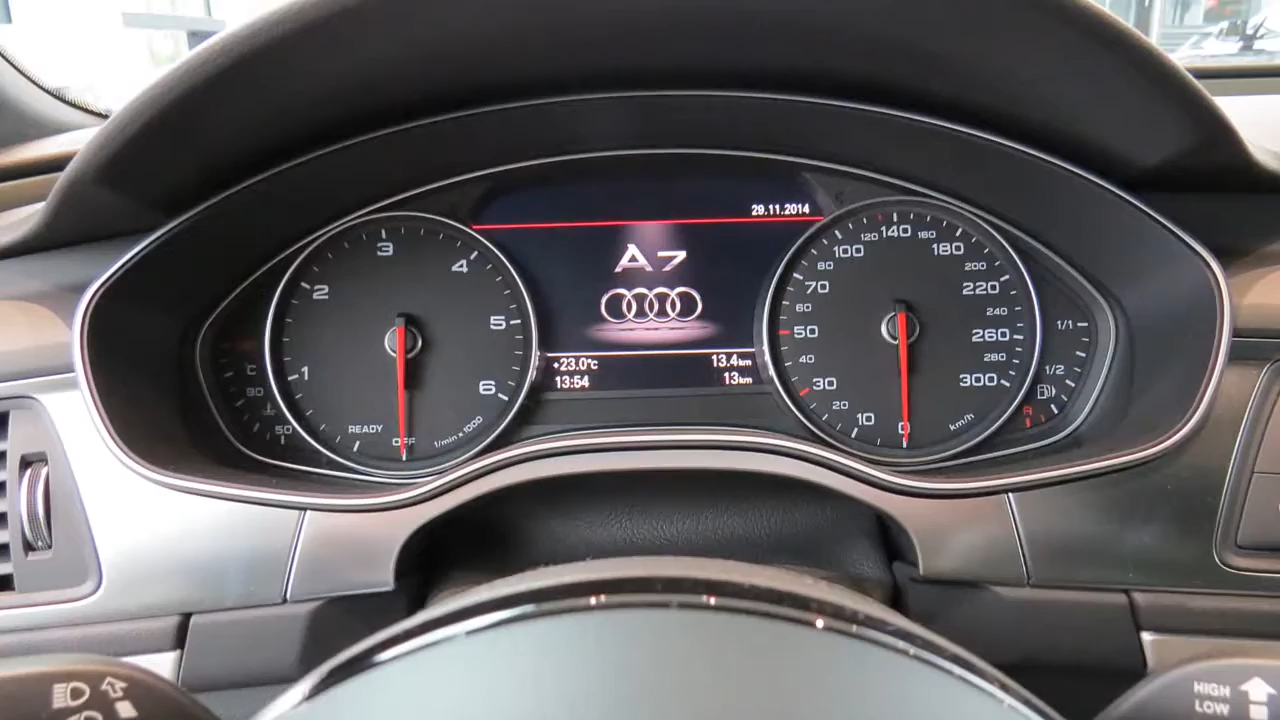 29.11.2014
A7
+23.0°C 13.4km
13:54 13km
1
2
3
4
5
6
READY
OFF
1/min x 1000
C
90
50
0
10
20
30
40
50
60
70
80
100
120
140
160
180
200
220
240
260
280
300
km/h
1/1
1/2
R
HIGH
LOW